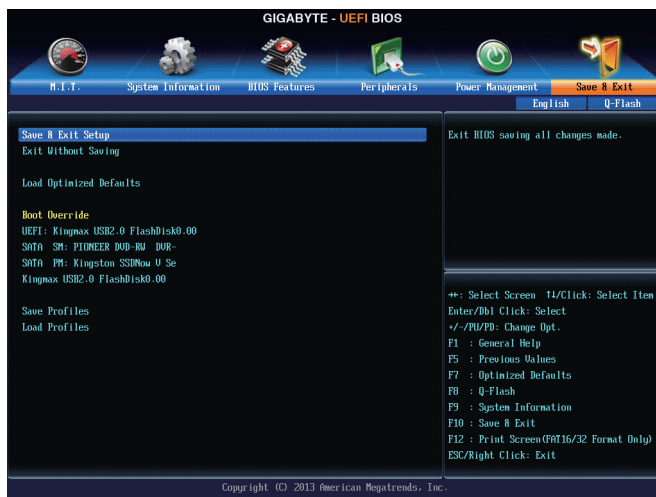 GIGABYTE - UEFI BIOS
M.I.T. System Information BIOS Features Peripherals Power Management Save & Exit
English Q-Flash
Save & Exit Setup
Exit Without Saving
Load Optimized Defaults
Boot Override
UEFI: Kingmax USB2.0 FlashDisk0.00
SATA SM: PIONEER DVD-RW DVR-
SATA PM: Kingston SSDNow V Se
Kingmax USB2.0 FlashDisk0.00
Save Profiles
Load Profiles
Exit BIOS saving all changes made.
→←: Select Screen ↑↓/Click: Select Item
Enter/Dbl Click: Select
+/-/PU/PD: Change Opt.
F1 : General Help
F5 : Previous Values
F7 : Optimized Defaults
F8 : Q-Flash
F9 : System Information
F10 : Save & Exit
F12 : Print Screen(FAT16/32 Format Only)
ESC/Right Click: Exit
Copyright (C) 2013 American Megatrends, Inc.